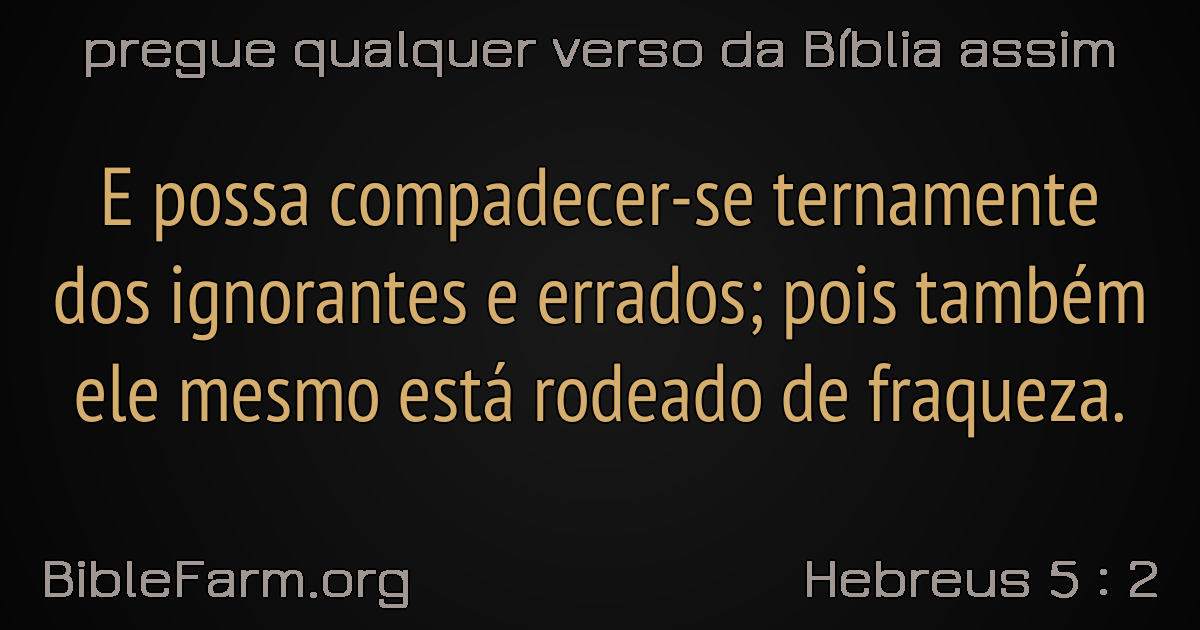 pregue qualquer verso da Bíblia assim
E possa compadecer-se ternamente
dos ignorantes e errados; pois também
ele mesmo está rodeado de fraqueza.
BibleFarm.org
Hebreus 5 : 2